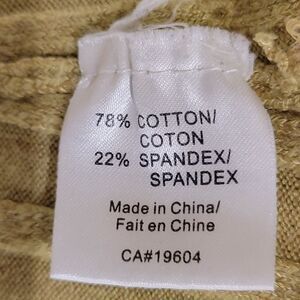 78% COTTON/
COTON
22% SPANDEX/
SPANDEX
Made in China/
Fait en Chine
CA#19604